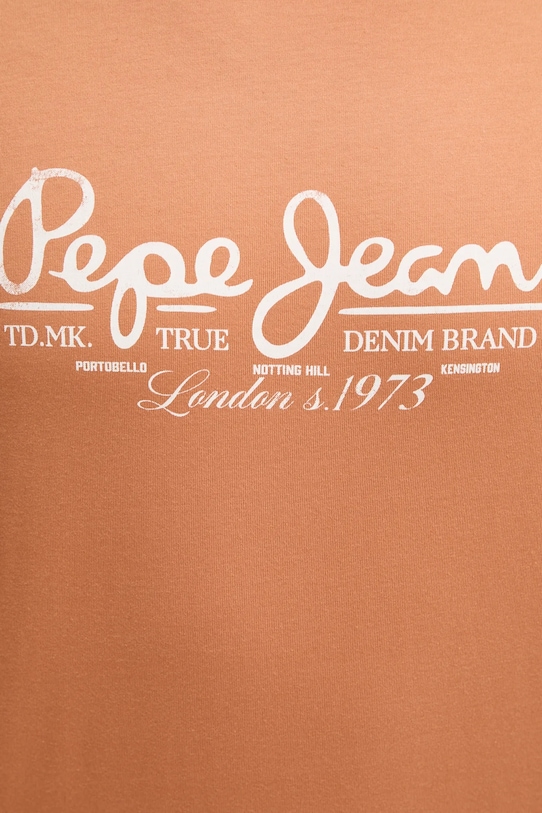 Pepe Jean
TD.MK. TRUE DENIM BRAND
PORTOBELLO NOTTING HILL KENSINGTON
London s.1973